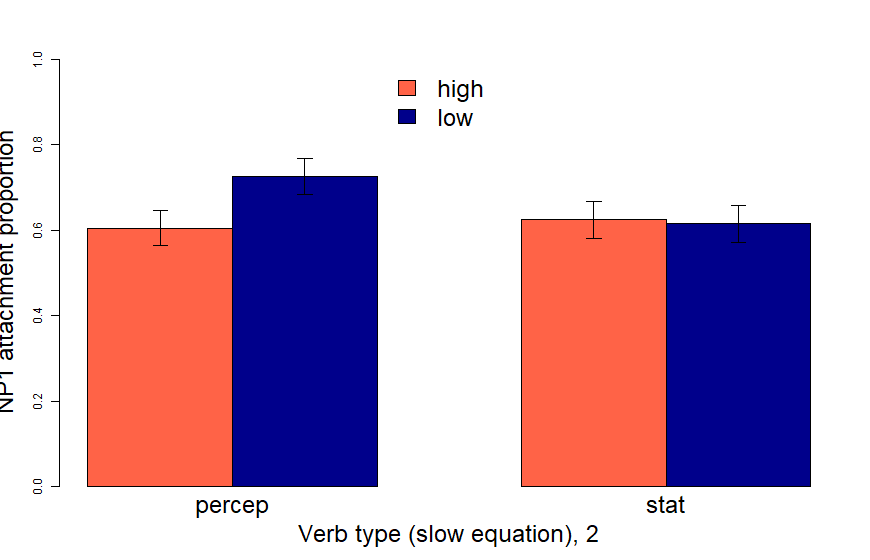 high
low
NP1 attachment proportion
1.0
0.8
0.6
0.4
0.2
0.0
percep
stat
Verb type (slow equation), 2